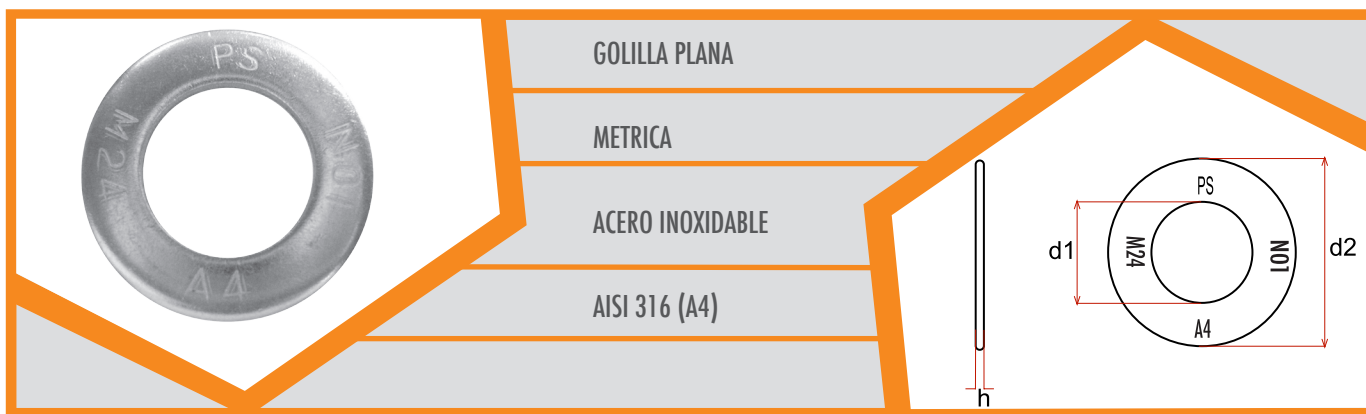 PS
M24
N01
A4
GOLILLA PLANA
METRICA
ACERO INOXIDABLE
AISI 316 (A4)
h
d1
PS
M24
N01
A4
d2